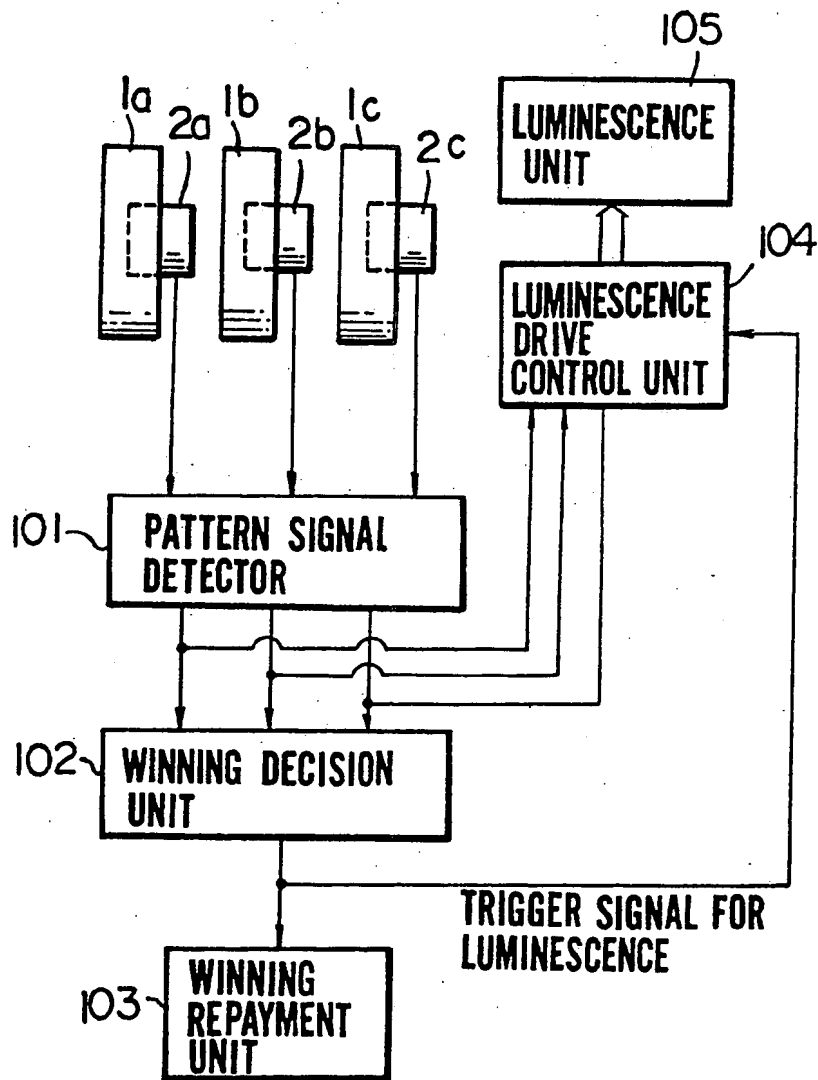 105
1a
2a
1b
2b
1c
2c
LUMINESCENCE
UNIT
104
LUMINESCENCE
DRIVE
CONTROL UNIT
101
PATTERN SIGNAL
DETECTOR
102
WINNING DECISION
UNIT
TRIGGER SIGNAL FOR
LUMINESCENCE
103
WINNING
REPAYMENT
UNIT